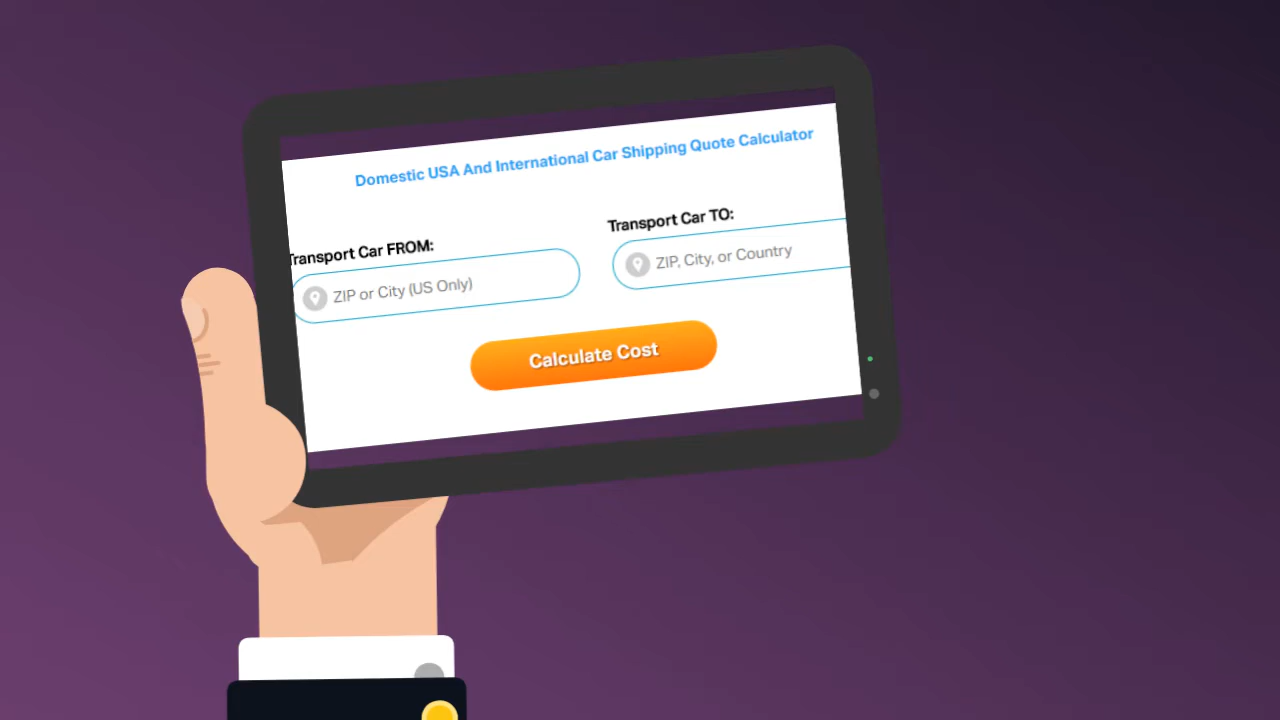 Domestic USA And International Car Shipping Quote Calculator
Transport Car FROM:
ZIP or City (US Only)
Transport Car TO:
ZIP, City, or Country
Calculate Cost